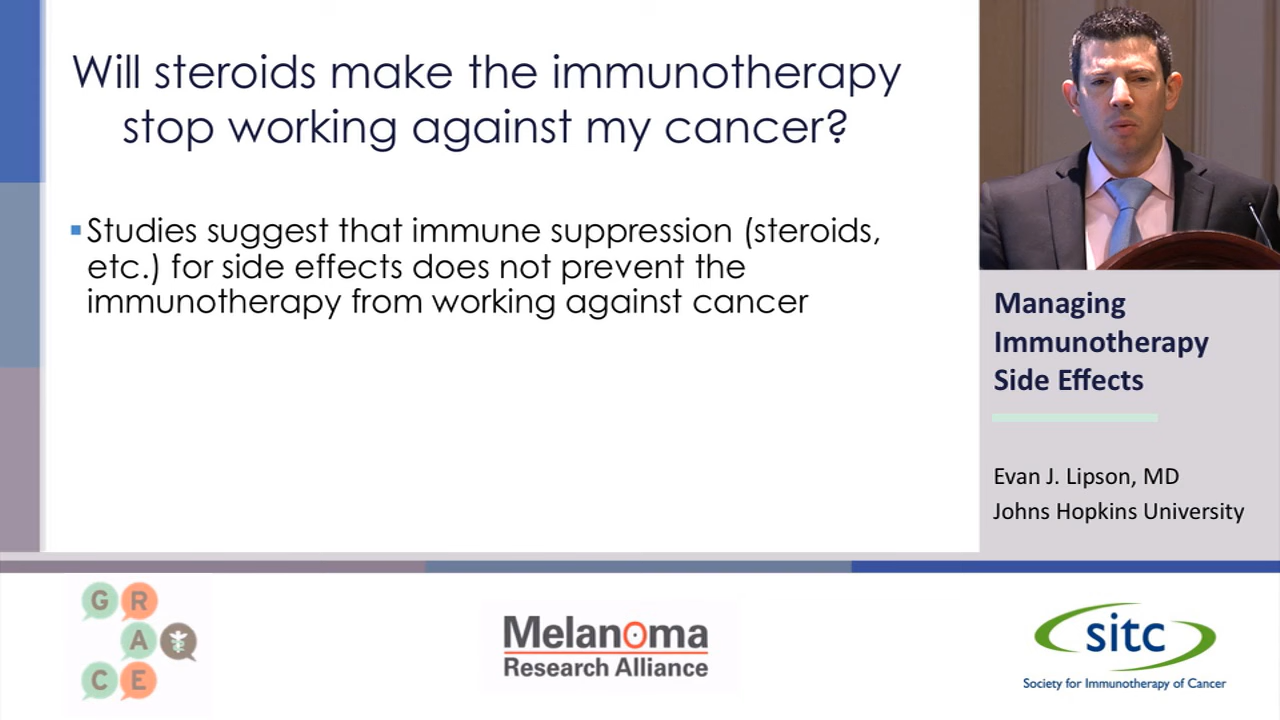 Will steroids make the immunotherapy
stop working against my cancer?
Studies suggest that immune suppression (steroids,
etc.) for side effects does not prevent the
immunotherapy from working against cancer
Managing
Immunotherapy
Side Effects
Evan J. Lipson, MD
Johns Hopkins University
G R
A
C E
Melanoma
Research Alliance
sitc
Society for Immunotherapy of Cancer